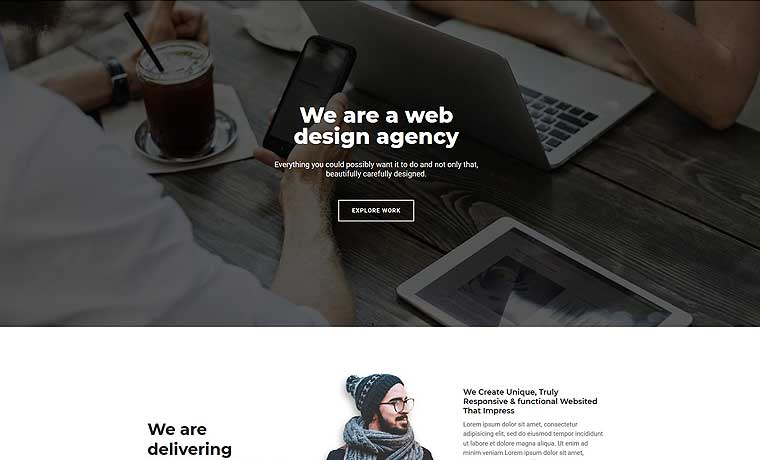 We are a web
design agency
Everything you could possibly want it to do and not only that,
beautifully carefully designed.
EXPLORE WORK
We are
delivering
We Create Unique, Truly
Responsive & functional Websited
That Impress
Lorem ipsum dolor sit amet, consectetur
adipisicing elit, sed do eiusmod tempor incididunt
ut labore et dolore magna aliqua. Ut enim ad
minim veniam Lorem ipsum dolor sit amet,